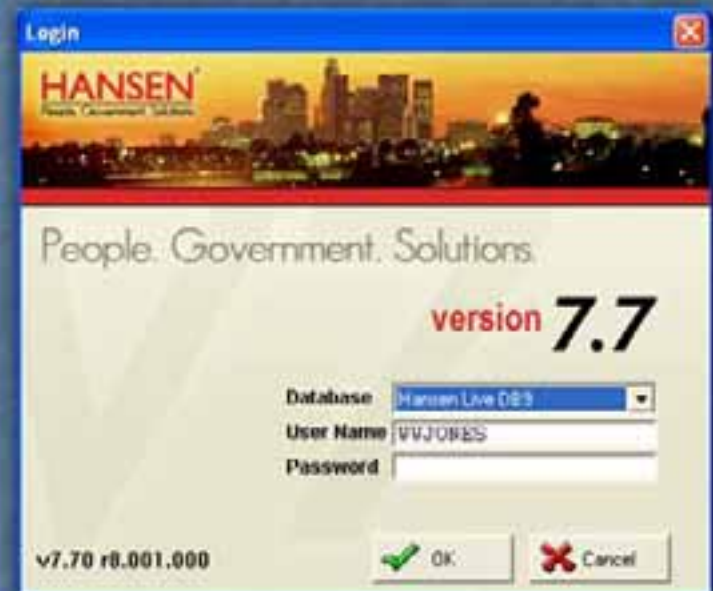 Login
HANSEN
People. Government. Solutions.
People. Government. Solutions.
version 7.7
Database Hansen Live DB9
User Name VVJONES
Password
v7.70 r8.001.000
OK
Cancel